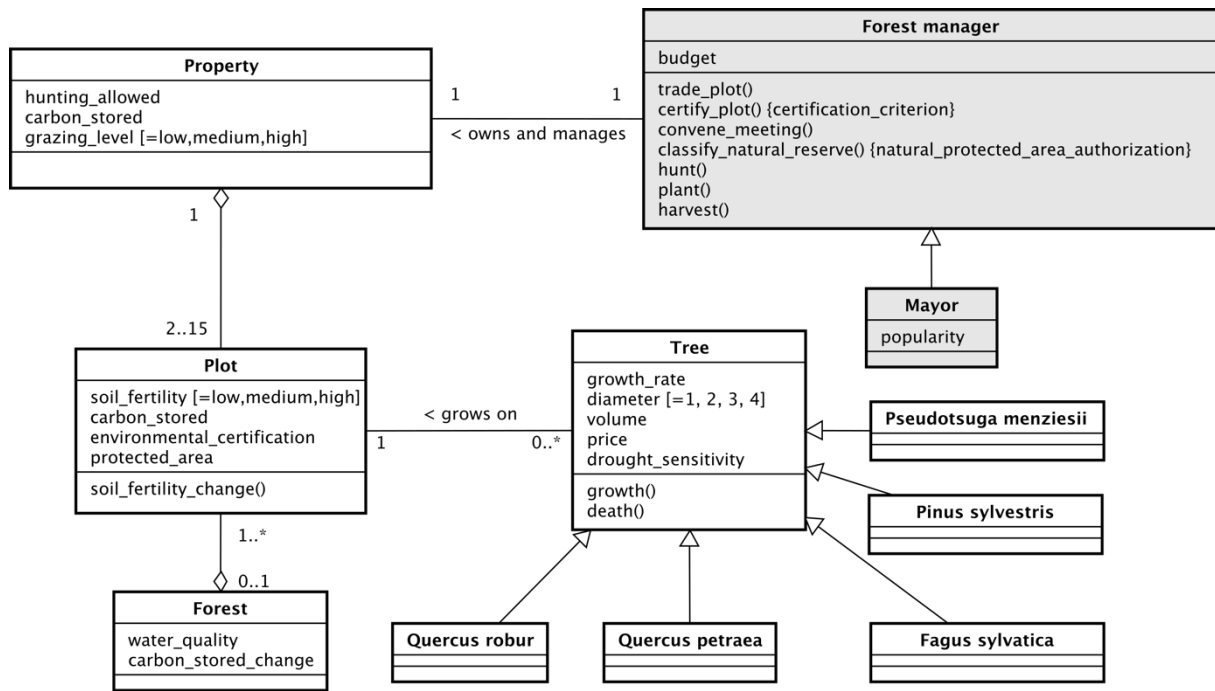 Forest manager
budget
trade_plot()
certify_plot() {certification_criterion}
convene_meeting()
classify_natural_reserve() {natural_protected_area_authorization}
hunt()
plant()
harvest()
Property
hunting_allowed
carbon_stored
grazing_level [=low,medium,high]
1
1
< owns and manages
1
2..15
Mayor
popularity
Plot
soil_fertility [=low,medium,high]
carbon_stored
environmental_certification
protected_area
soil_fertility_change()
< grows on
1
0..*
Tree
growth_rate
diameter [=1, 2, 3, 4]
volume
price
drought_sensitivity
growth()
death()
Pseudotsuga menziesii
Pinus sylvestris
1..*
0..1
Forest
water_quality
carbon_stored_change
Quercus robur
Quercus petraea
Fagus sylvatica